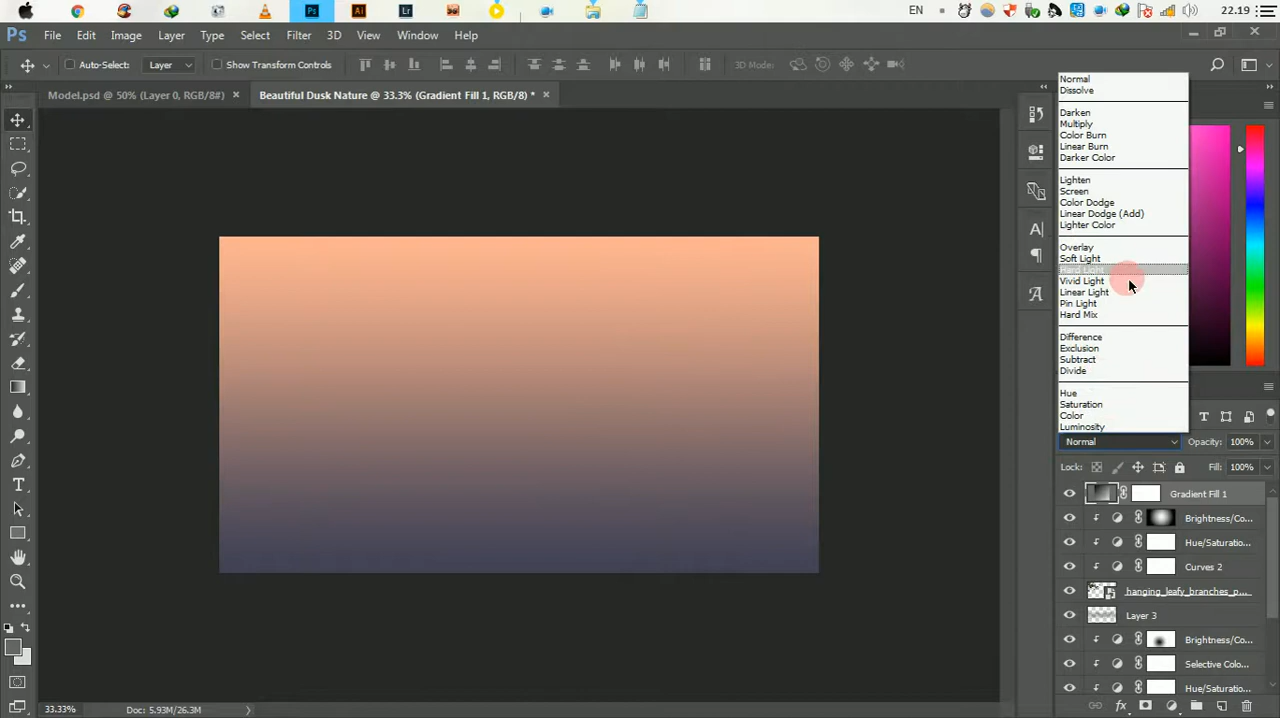 EN
22.19
Ps
File Edit Image Layer Type Select Filter 3D View Window Help
Auto-Select: Layer Show Transform Controls 3D Mode:
Model.psd @ 50% (Layer 0, RGB/8#) × Beautiful Dusk Nature @ 33.3% (Gradient Fill 1, RGB/8) * ×
Normal
Dissolve
Darken
Multiply
Color Burn
Linear Burn
Darker Color
Lighten
Screen
Color Dodge
Linear Dodge (Add)
Lighter Color
Overlay
Soft Light
Hard Light
Vivid Light
Linear Light
Pin Light
Hard Mix
Difference
Exclusion
Subtract
Divide
Hue
Saturation
Color
Luminosity
Normal Opacity: 100%
Lock: Fill: 100%
Gradient Fill 1
Brightness/Co...
Hue/Saturatio...
Curves 2
hanging_leafy_branches_p...
Layer 3
Brightness/Co...
Selective Colo...
Hue/Saturatio...
33.33% Doc: 5.93M/26.3M